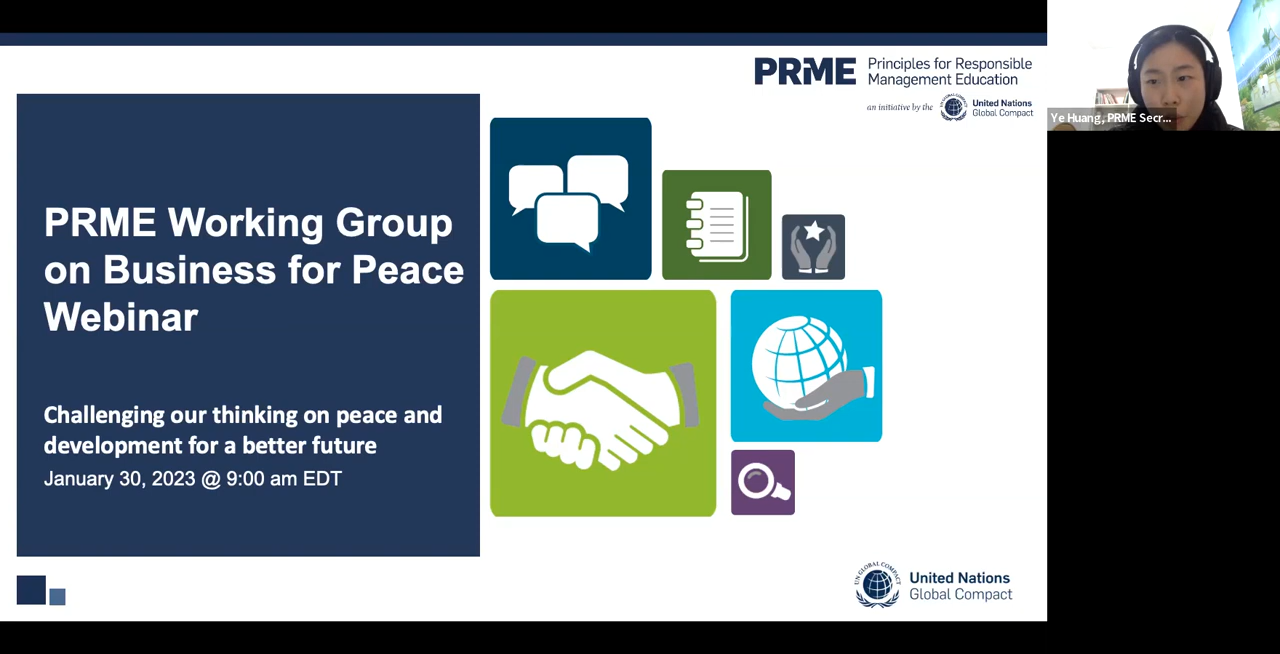 PRME Principles for Responsible
Management Education
an initiative by the United Nations
Global Compact
Ye Huang, PRME Secr...
PRME Working Group
on Business for Peace
Webinar
Challenging our thinking on peace and
development for a better future
January 30, 2023 @ 9:00 am EDT
UN GLOBAL COMPACT
United Nations
Global Compact